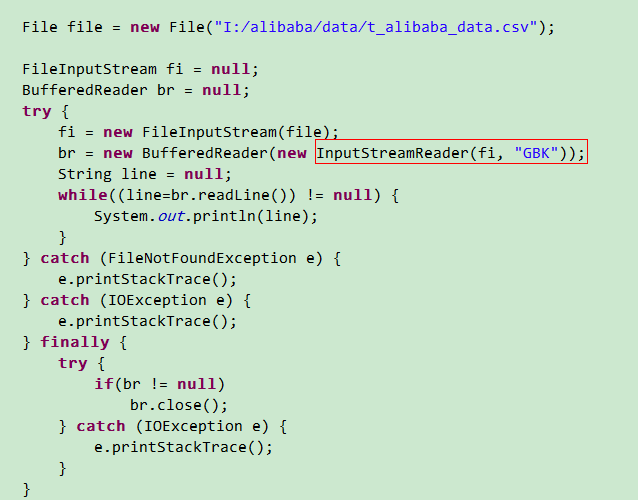 File file = new File("I:/alibaba/data/t_alibaba_data.csv");
FileInputStream fi = null;
BufferedReader br = null;
try {
fi = new FileInputStream(file);
br = new BufferedReader(new InputStreamReader(fi, "GBK"));
String line = null;
while((line=br.readLine()) != null) {
System.out.println(line);
}
} catch (FileNotFoundException e) {
e.printStackTrace();
} catch (IOException e) {
e.printStackTrace();
} finally {
try {
if(br != null)
br.close();
} catch (IOException e) {
e.printStackTrace();
}
}